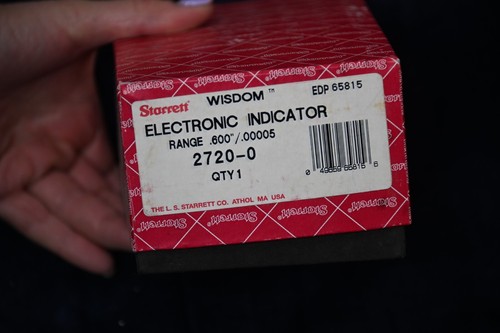 WISDOM™ EDP 65815
Starrett
ELECTRONIC INDICATOR
RANGE .600"/.00005
2720-0
QTY 1
THE L. S. STARRETT CO. ATHOL MA USA